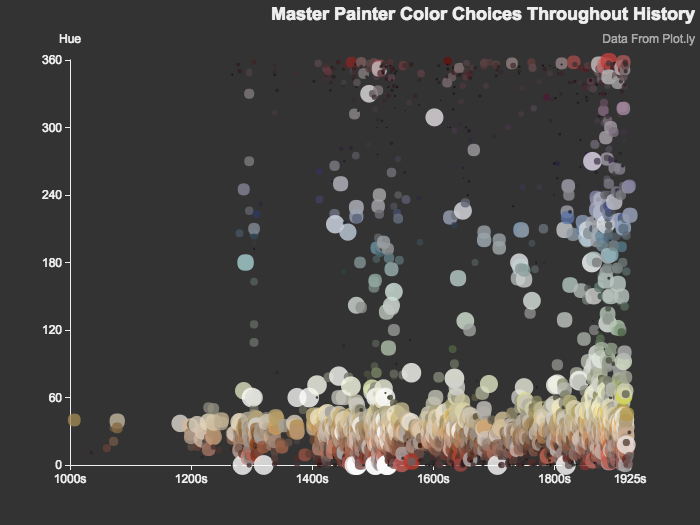 Master Painter Color Choices Throughout History
Hue
Data From Plot.ly
360
300
240
180
120
60
0
1000s 1200s 1400s 1600s 1800s 1925s